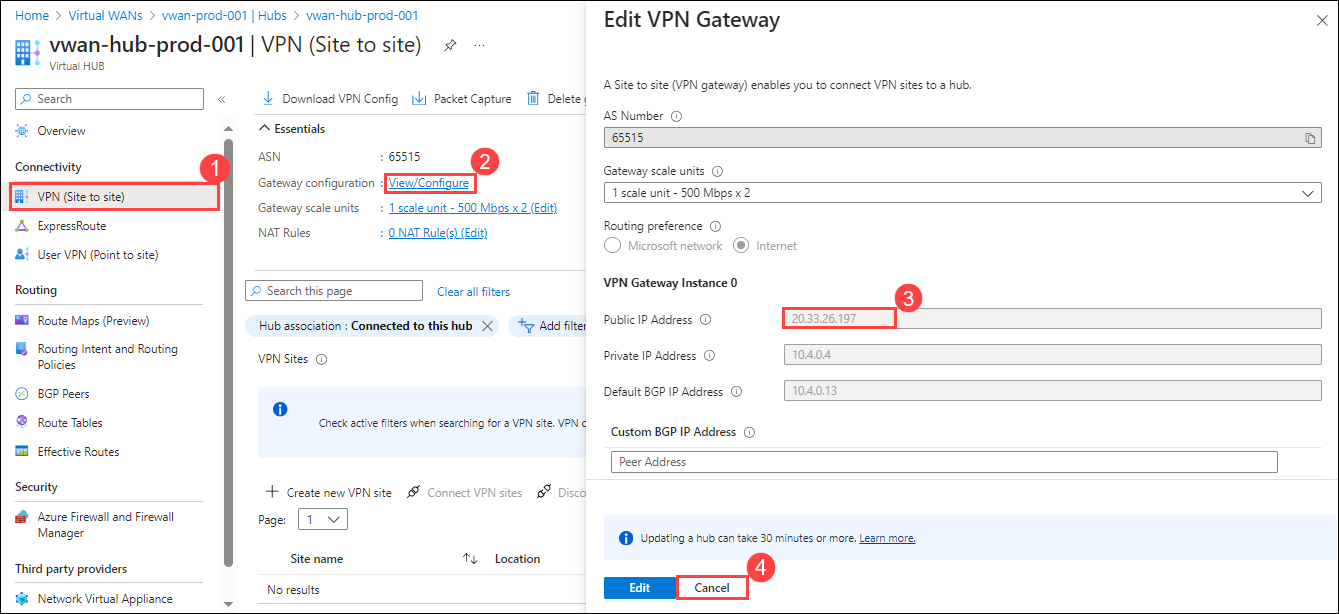 Home > Virtual WANs > vwan-prod-001 | Hubs > vwan-hub-prod-001
vwan-hub-prod-001 | VPN (Site to site) ...
Virtual HUB
Search «
Overview
Connectivity
1
VPN (Site to site)
ExpressRoute
User VPN (Point to site)
Routing
Route Maps (Preview)
Routing Intent and Routing
Policies
BGP Peers
Route Tables
Effective Routes
Security
Azure Firewall and Firewall
Manager
Third party providers
Network Virtual Appliance
Download VPN Config Packet Capture Delete
Essentials
ASN : 65515
2
Gateway configuration : View/Configure
Gateway scale units : 1 scale unit - 500 Mbps x 2 (Edit)
NAT Rules : 0 NAT Rule(s) (Edit)
Search this page Clear all filters
Hub association : Connected to this hub Add filter
VPN Sites
Check active filters when searching for a VPN site. VPN
Create new VPN site Connect VPN sites Disco
Page: 1
Site name Location
No results
Edit VPN Gateway
A Site to site (VPN gateway) enables you to connect VPN sites to a hub.
AS Number
65515
Gateway scale units
1 scale unit - 500 Mbps x 2
Routing preference
Microsoft network Internet
VPN Gateway Instance 0
3
Public IP Address 20.33.26.197
Private IP Address 10.4.0.4
Default BGP IP Address 10.4.0.13
Custom BGP IP Address
Peer Address
Updating a hub can take 30 minutes or more. Learn more.
4
Edit Cancel